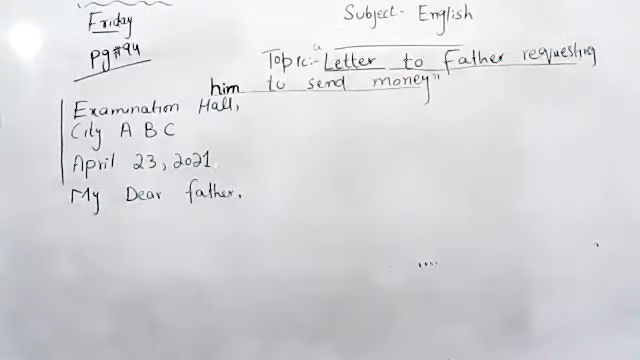 Friday
Subject- English
Pg#94
Topic:- "Letter to Father requesting
him to send money"
Examination Hall,
City A B C
April 23, 2021.
My Dear father,